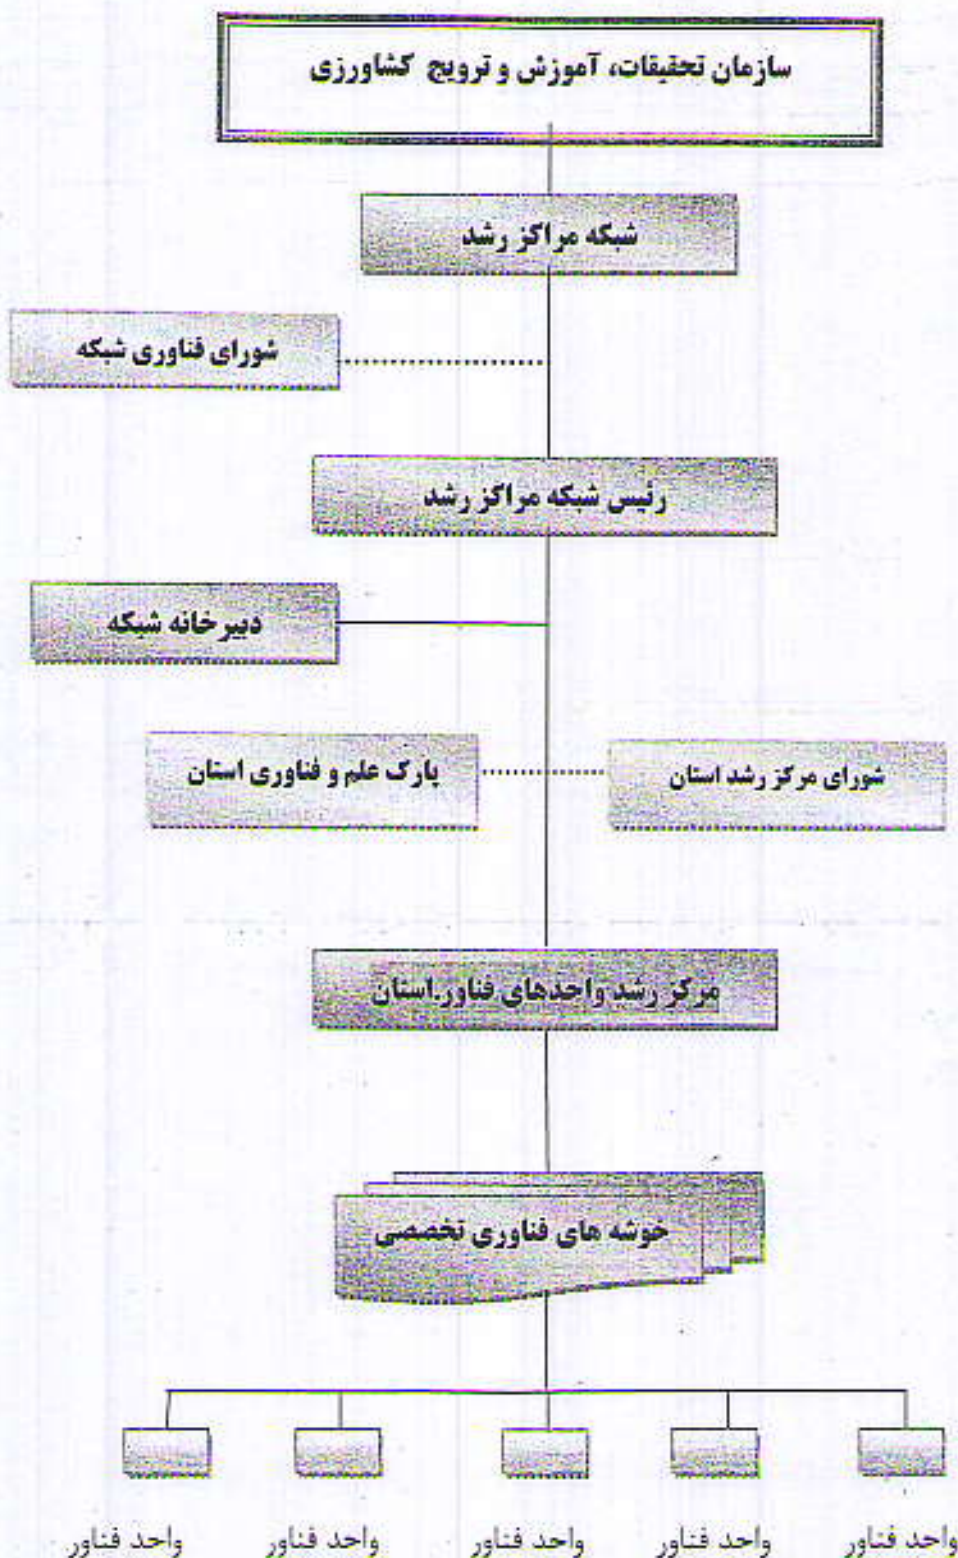 سازمان تحقیقات، آموزش و ترویج کشاورزی
شبکه مراکز رشد
شورای فناوری شبکه
رئیس شبکه مراکز رشد
دبیرخانه شبکه
شورای مرکز رشد استان
پارک علم و فناوری استان
مرکز رشد واحدهای فناور استان
خوشه های فناوری تخصصی
واحد فناور
واحد فناور
واحد فناور
واحد فناور
واحد فناور